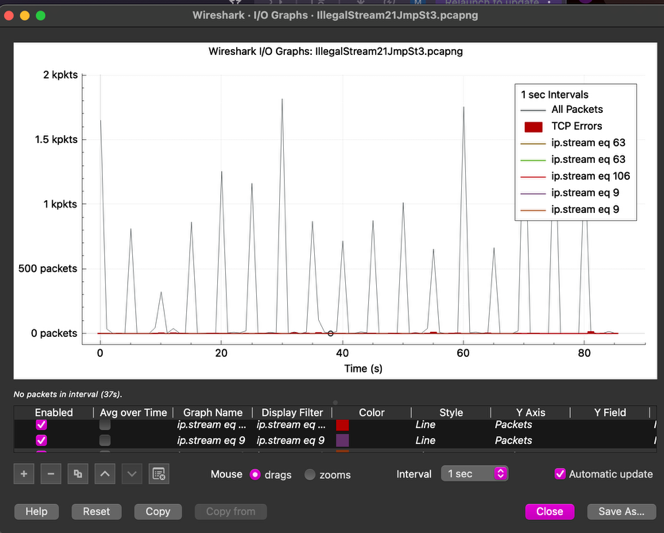 Relaunch to update
Wireshark · I/O Graphs · IllegalStream21JmpSt3.pcapng
Wireshark I/O Graphs: IllegalStream21JmpSt3.pcapng
2 kpkts
1.5 kpkts
1 kpkts
500 packets
0 packets
1 sec Intervals
All Packets
TCP Errors
ip.stream eq 63
ip.stream eq 63
ip.stream eq 106
ip.stream eq 9
ip.stream eq 9
0 20 40 60 80
Time (s)
No packets in interval (37s).
Enabled Avg over Time Graph Name Display Filter Color Style Y Axis Y Field
ip.stream eq ... ip.stream eq ... Line Packets
ip.stream eq 9 ip.stream eq 9 Line Packets
Mouse drags zooms Interval 1 sec Automatic update
Help Reset Copy Copy from Close Save As...